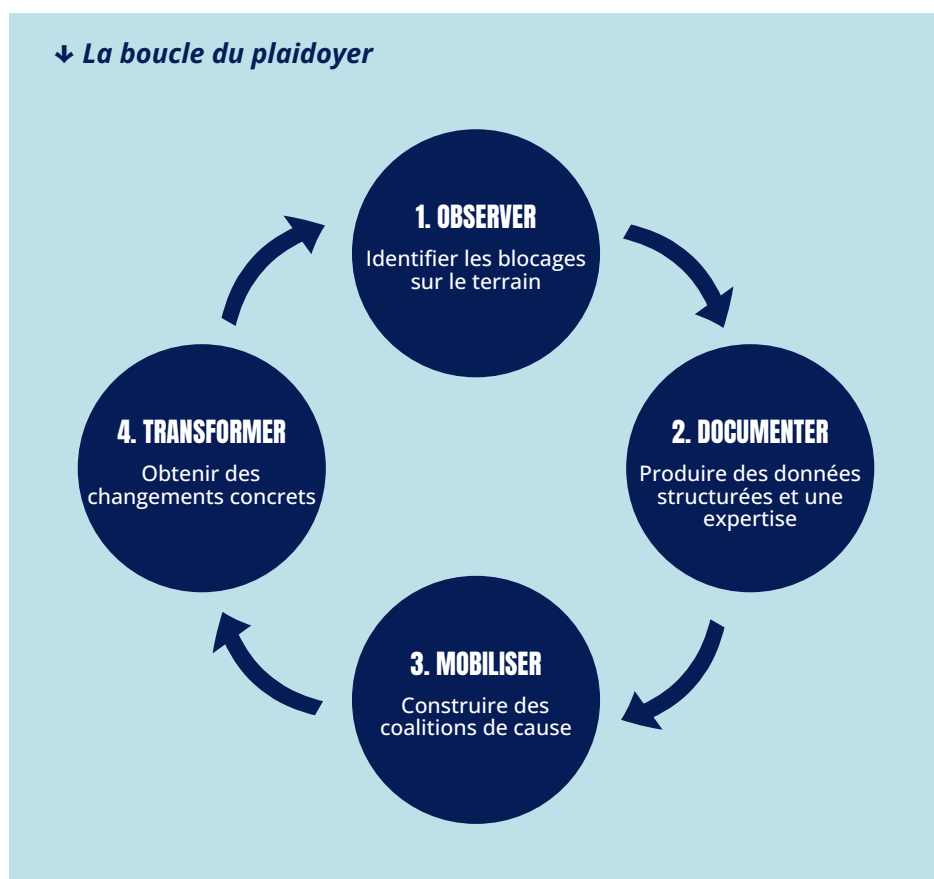 La boucle du plaidoyer
1. OBSERVER
Identifier les blocages
sur le terrain
2. DOCUMENTER
Produire des données
structurées et une
expertise
3. MOBILISER
Construire des
coalitions de cause
4. TRANSFORMER
Obtenir des
changements concrets